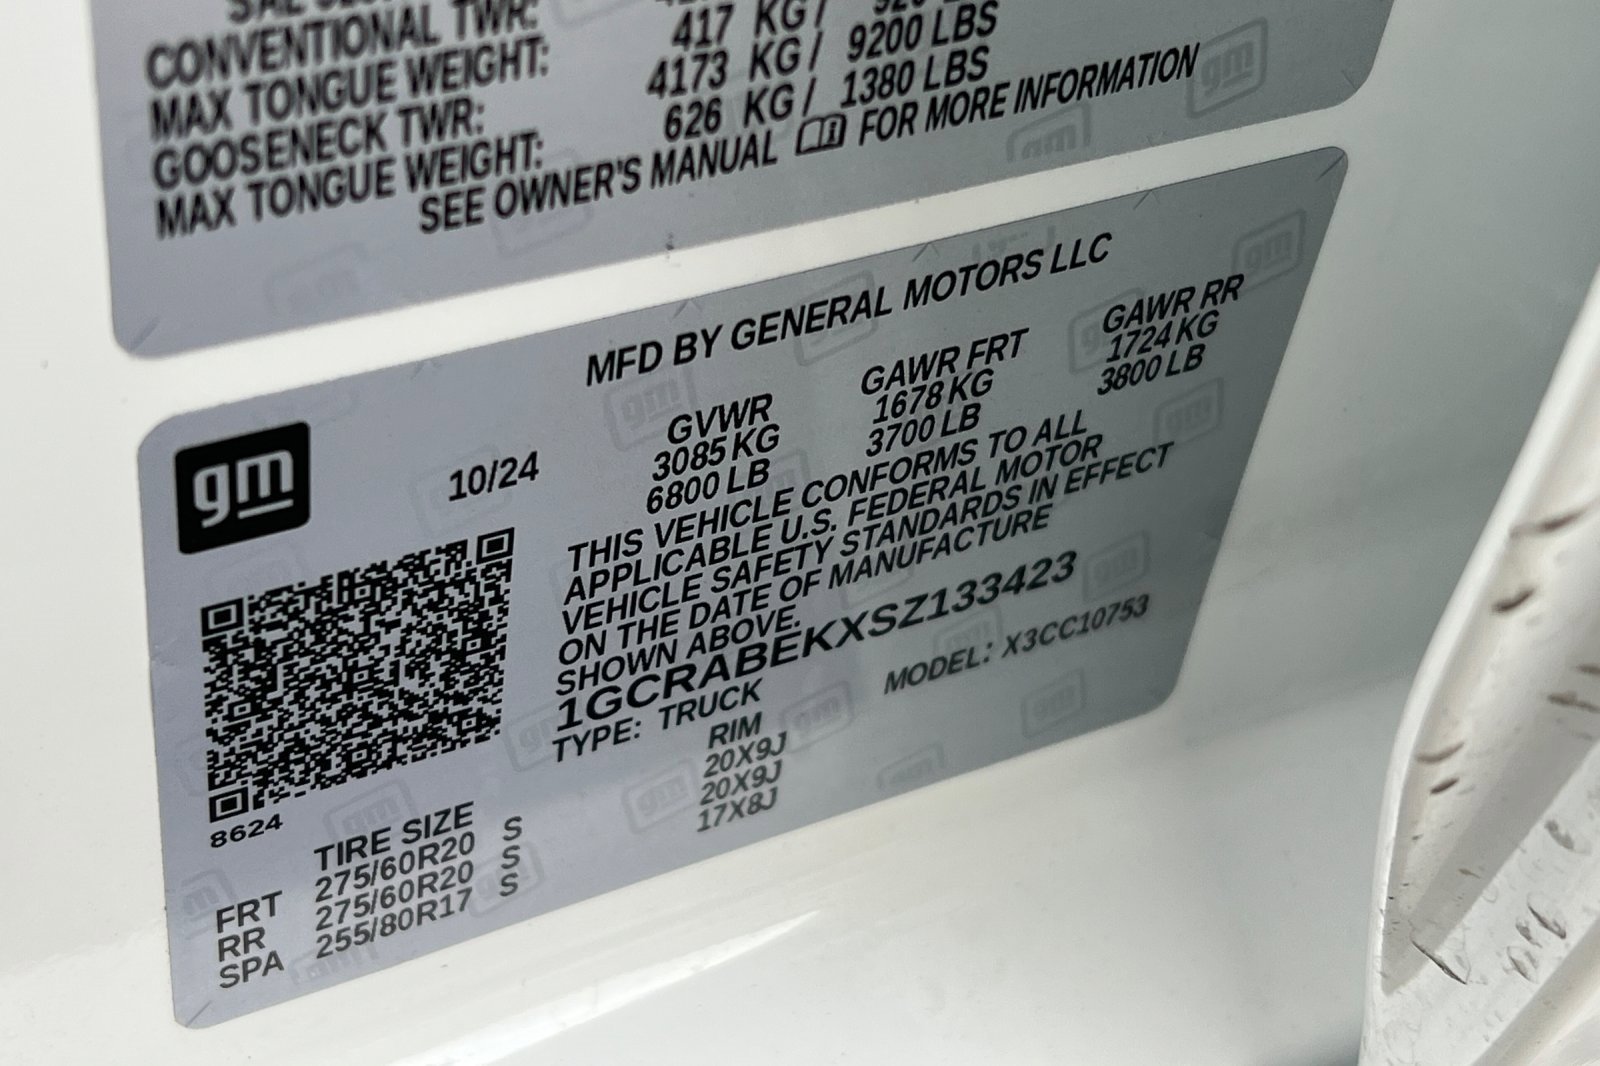 CONVENTIONAL TWR:
MAX TONGUE WEIGHT: 417 KG/ 920
GOOSENECK TWR: 4173 KG/ 9200 LBS
MAX TONGUE WEIGHT: 626 KG/ 1380 LBS
SEE OWNER'S MANUAL FOR MORE INFORMATION
MFD BY GENERAL MOTORS LLC
gm
10/24
GVWR GAWR FRT GAWR RR
3085 KG 1678 KG 1724 KG
6800 LB 3700 LB 3800 LB
THIS VEHICLE CONFORMS TO ALL
APPLICABLE U.S. FEDERAL MOTOR
VEHICLE SAFETY STANDARDS IN EFFECT
ON THE DATE OF MANUFACTURE
SHOWN ABOVE.
1GCRABEKXSZ133423
TYPE: TRUCK MODEL: X3CC10753
8624
TIRE SIZE RIM
FRT 275/60R20 S 20X9J
RR 275/60R20 S 20X9J
SPA 255/80R17 S 17X8J